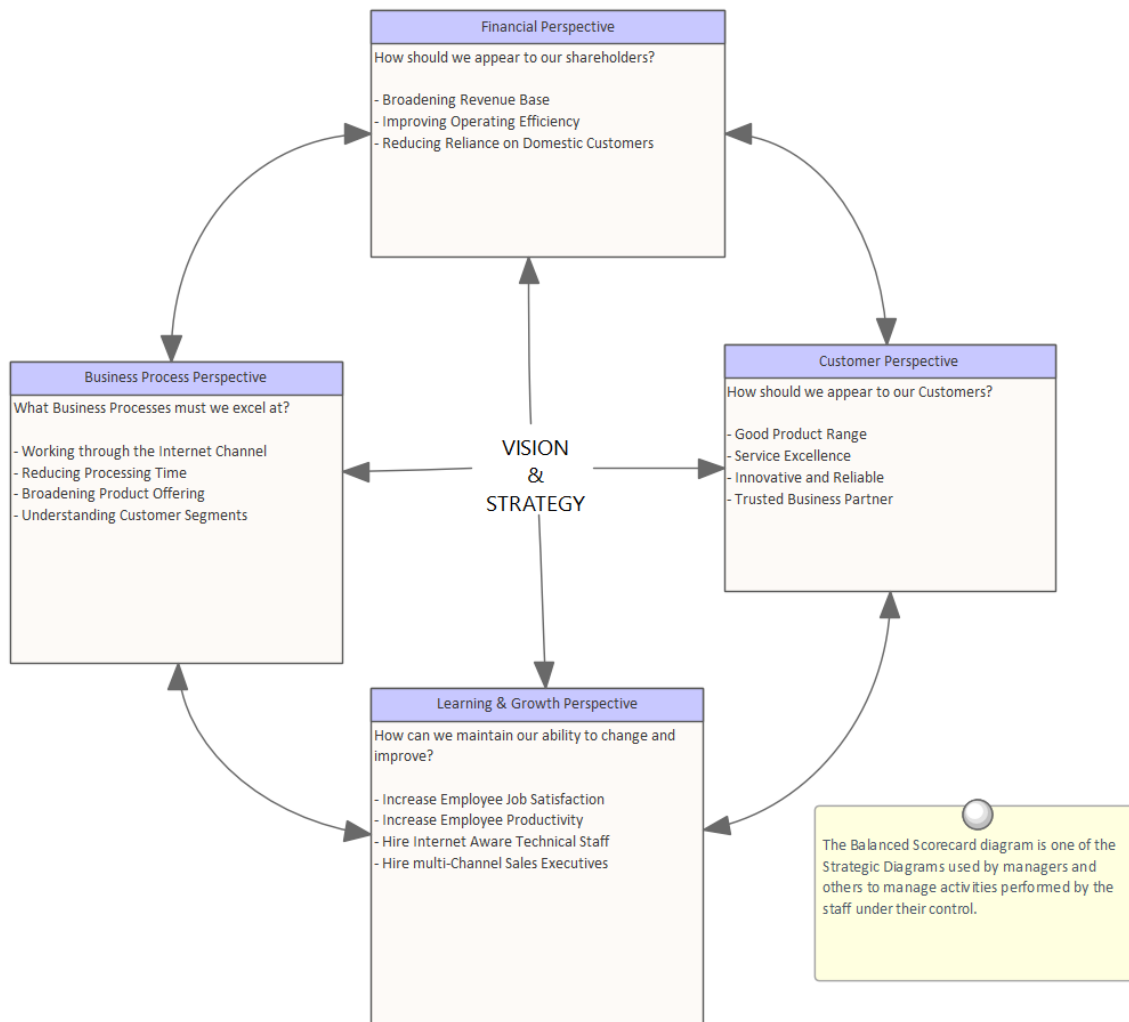 Financial Perspective
How should we appear to our shareholders?
- Broadening Revenue Base
- Improving Operating Efficiency
- Reducing Reliance on Domestic Customers
Business Process Perspective
What Business Processes must we excel at?
- Working through the Internet Channel
- Reducing Processing Time
- Broadening Product Offering
- Understanding Customer Segments
VISION
&
STRATEGY
Customer Perspective
How should we appear to our Customers?
- Good Product Range
- Service Excellence
- Innovative and Reliable
- Trusted Business Partner
Learning & Growth Perspective
How can we maintain our ability to change and
improve?
- Increase Employee Job Satisfaction
- Increase Employee Productivity
- Hire Internet Aware Technical Staff
- Hire multi-Channel Sales Executives
The Balanced Scorecard diagram is one of the
Strategic Diagrams used by managers and
others to manage activities performed by the
staff under their control.